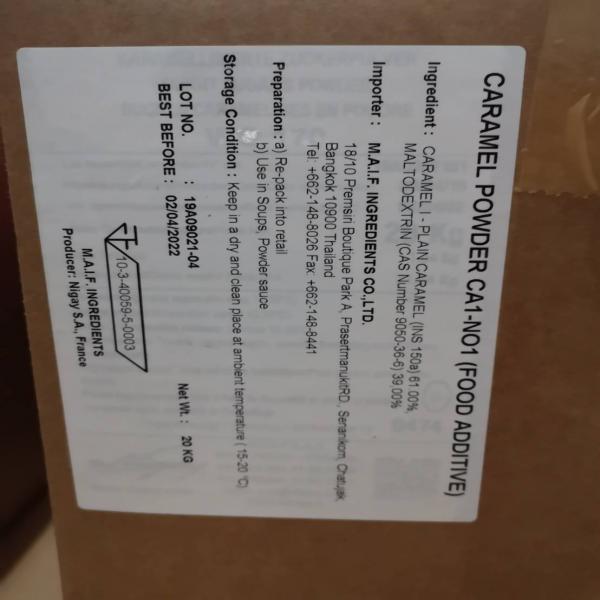 CARAMEL POWDER CA1-NO1 (FOOD ADDITIVE)
Ingredient : CARAMEL I - PLAIN CARAMEL (INS 150a) 61.00%
MALTODEXTRIN (CAS Number 9050-36-6) 39.00%
Importer : M.A.I.F. INGREDIENTS CO.,LTD.
18/10 Premsiri Boutique Park A, PrasertmanukitRD., Senanikom, Chatujak
Bangkok 10900 Thailand
Tel: +662-148-8026 Fax: +662-148-8441
Preparation : a) Re-pack into retail
b) Use in Soups, Powder sauce
Storage Condition : Keep in a dry and clean place at ambient temperature ( 15-20 °C)
LOT NO. : 19A09021-04 Net Wt. : 20 KG
BEST BEFORE : 02/04/2022
10-3-40059-5-0003
M.A.I.F. INGREDIENTS
Producer: Nigay S.A., France